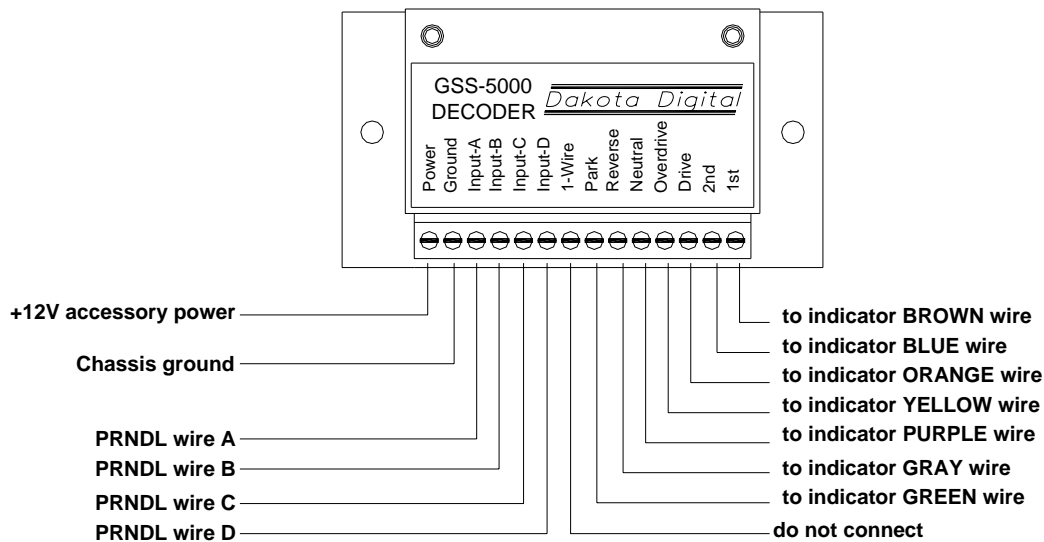 GSS-5000
DECODER
Dakota Digital
Power
Ground
Input-A
Input-B
Input-C
Input-D
1-Wire
Park
Reverse
Neutral
Overdrive
Drive
2nd
1st
+12V accessory power
Chassis ground
PRNDL wire A
PRNDL wire B
PRNDL wire C
PRNDL wire D
to indicator BROWN wire
to indicator BLUE wire
to indicator ORANGE wire
to indicator YELLOW wire
to indicator PURPLE wire
to indicator GRAY wire
to indicator GREEN wire
do not connect